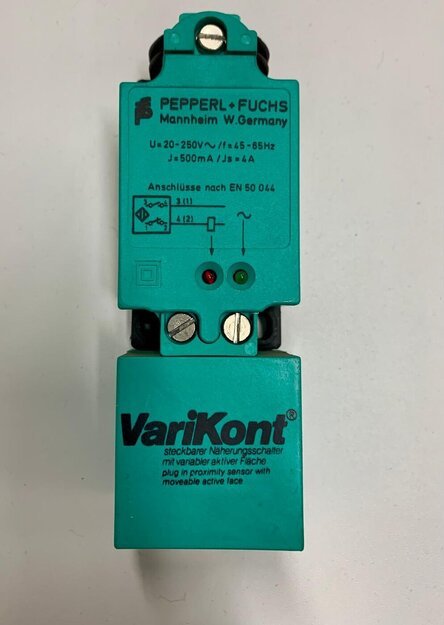 PEPPERL+FUCHS
Mannheim W.Germany
U=20-250V~/f=45-65Hz
J=500mA/Js=4A
Anschlüsse nach EN 50 044
3 (1)
4 (2)
~
VariKont®
steckbarer Näherungsschalter
mit variabler aktiver Fläche
plug in proximity sensor with
moveable active face